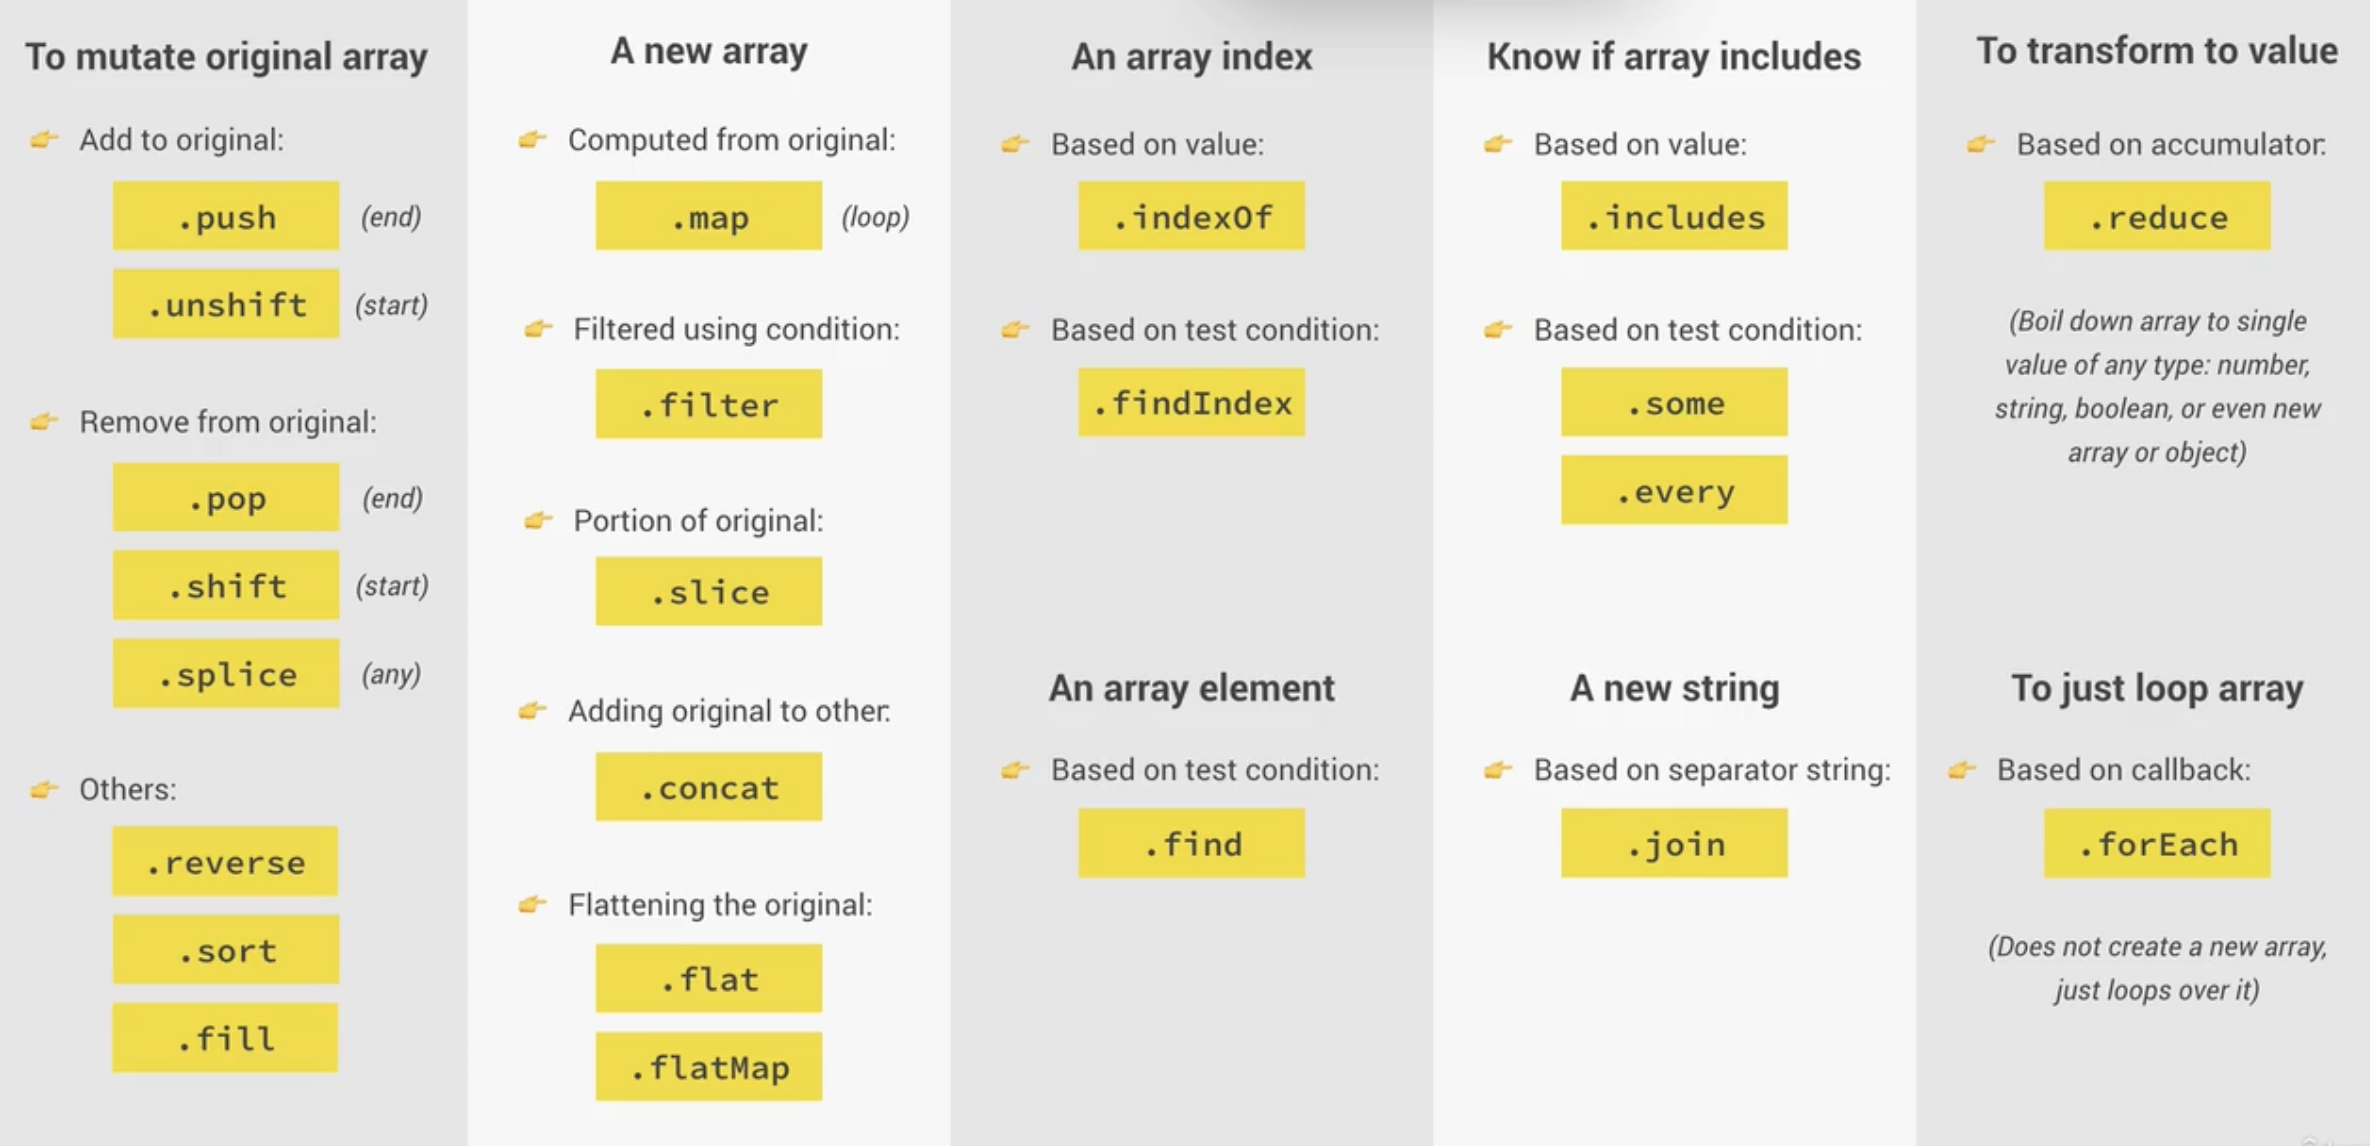 To mutate original array
Add to original:
.push (end)
.unshift (start)
Remove from original:
.pop (end)
.shift (start)
.splice (any)
Others:
.reverse
.sort
.fill
A new array
Computed from original:
.map (loop)
Filtered using condition:
.filter
Portion of original:
.slice
Adding original to other:
.concat
Flattening the original:
.flat
.flatMap
An array index
Based on value:
.indexOf
Based on test condition:
.findIndex
An array element
Based on test condition:
.find
Know if array includes
Based on value:
.includes
Based on test condition:
.some
.every
A new string
Based on separator string:
.join
To transform to value
Based on accumulator:
.reduce
(Boil down array to single
value of any type: number,
string, boolean, or even new
array or object)
To just loop array
Based on callback:
.forEach
(Does not create a new array,
just loops over it)